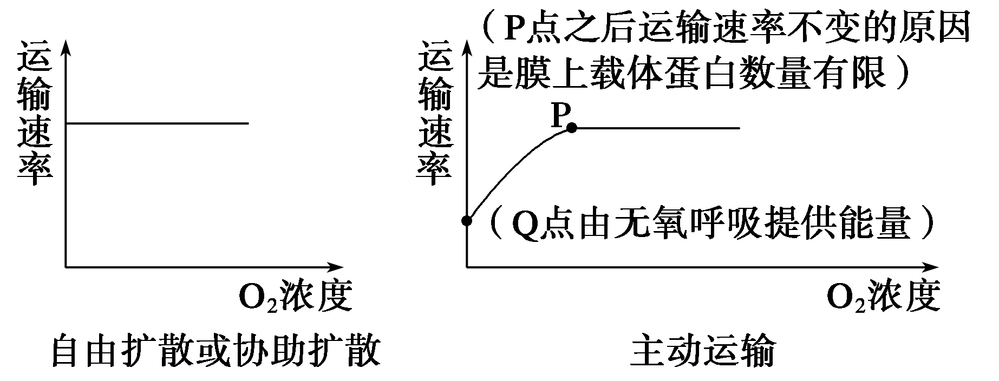 运输速率
O₂浓度
自由扩散或协助扩散
运输速率
（P点之后运输速率不变的原因
是膜上载体蛋白数量有限）
P
（Q点由无氧呼吸提供能量）
O₂浓度
主动运输